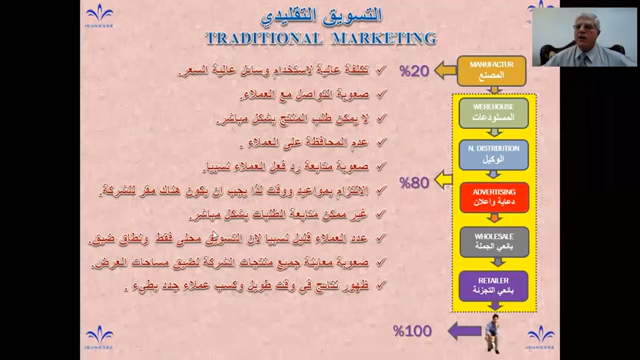 التسويق التقليدي
TRADITIONAL MARKETING
تكلفة عالية لاستخدام وسائل عالية السعر.
صعوبة التواصل مع العملاء.
لا يمكن طلب المنتج بشكل مباشر.
عدم المحافظة على العملاء .
صعوبة متابعة رد فعل العملاء نسبيا.
الالتزام بمواعيد ووقت لذا يجب ان يكون هناك مقر للشركة.
غير ممكن متابعة الطلبات بشكل مباشر.
عدد العملاء قليل نسبيا لان التسويق محلى فقط ونطاق ضيق.
صعوبة معاينة جميع منتجات الشركة لضيق مساحات العرض.
ظهور نتائج في وقت طويل وكسب عملاء جدد بطيء .
%20
%80
%100
MANUFACTUR
المصنع
WEREHOUSE
المستودعات
N. DISTRIBUTION
الوكيل
ADVERTISING
دعاية واعلان
WHOLESALE
بائعي الجملة
RETAILER
بائعي التجزئة
JEUNESSE
JEUNESSE
JEUNESSE